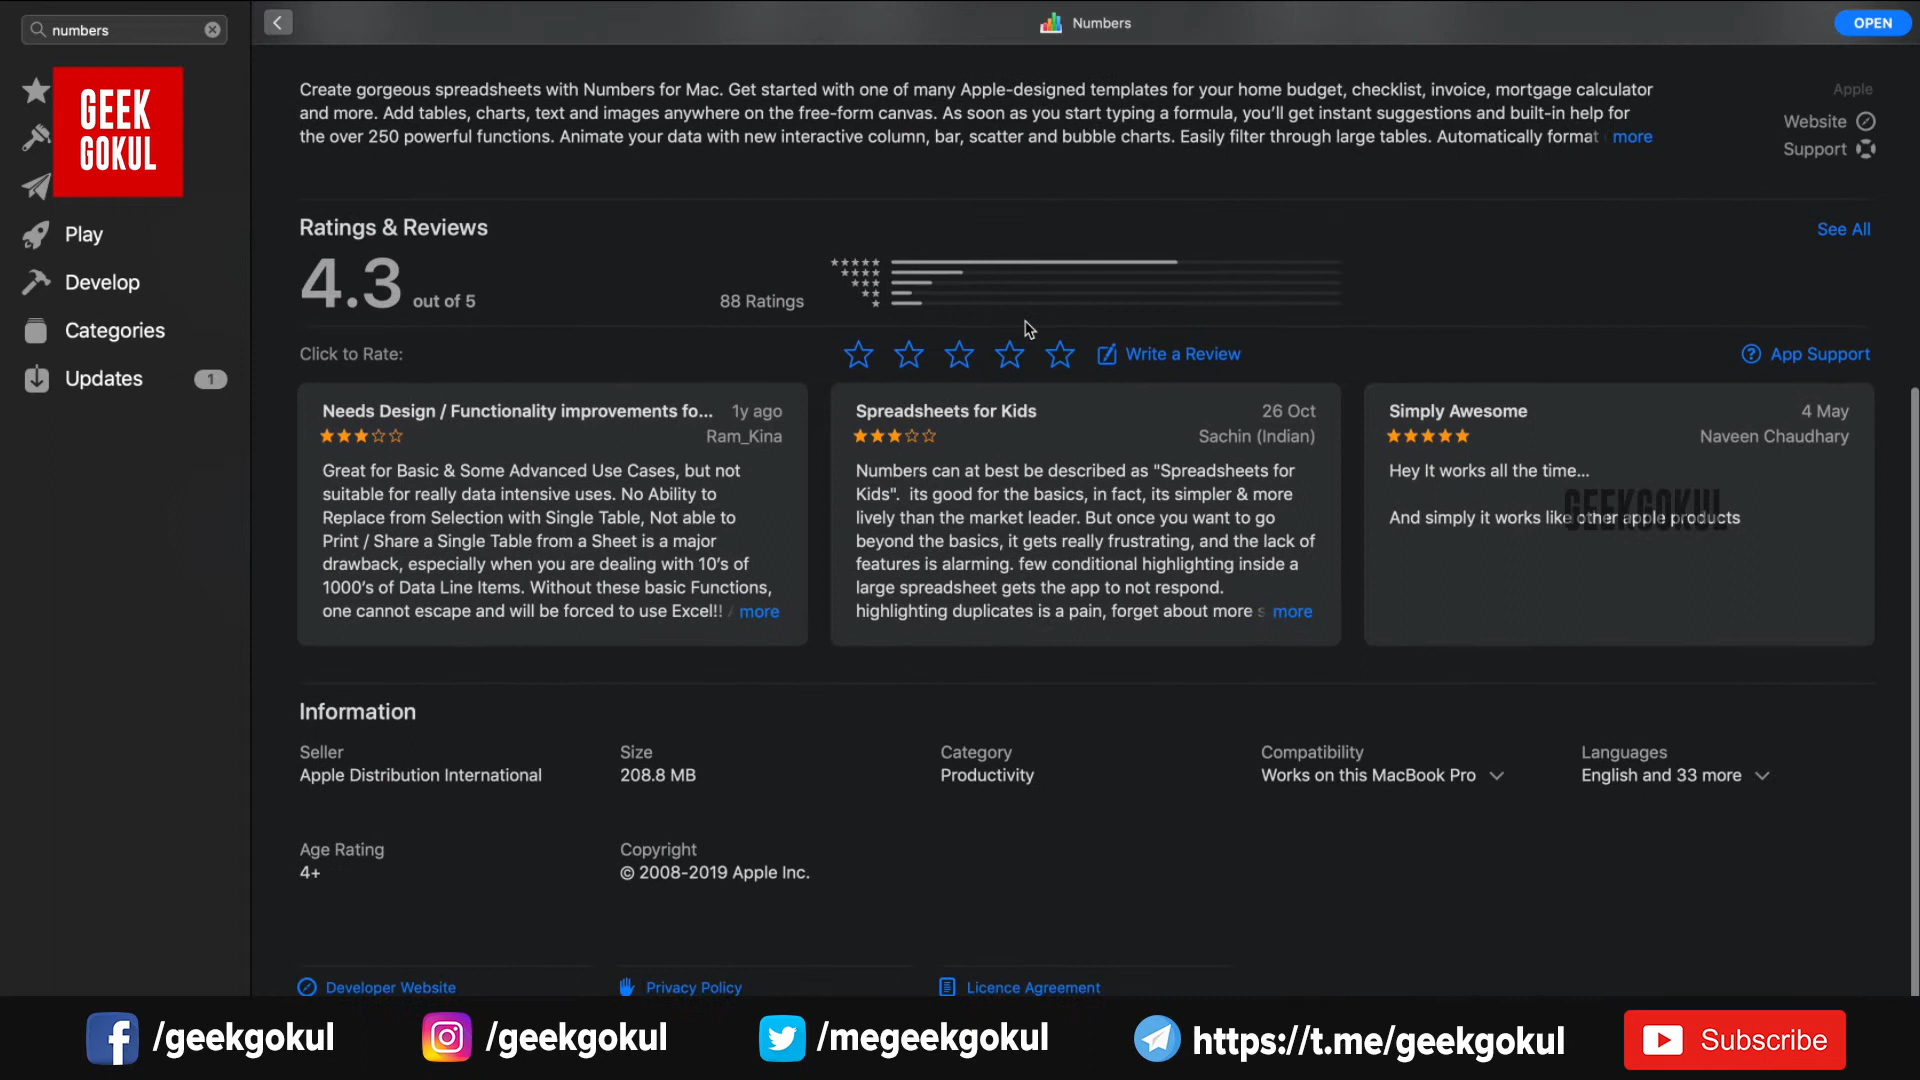 numbers
Numbers
OPEN
GEEK
GOKUL
Play
Develop
Categories
Updates
1
Create gorgeous spreadsheets with Numbers for Mac. Get started with one of many Apple-designed templates for your home budget, checklist, invoice, mortgage calculator
and more. Add tables, charts, text and images anywhere on the free-form canvas. As soon as you start typing a formula, you'll get instant suggestions and built-in help for
the over 250 powerful functions. Animate your data with new interactive column, bar, scatter and bubble charts. Easily filter through large tables. Automatically format more
Apple
Website
Support
Ratings & Reviews
See All
4.3 out of 5
88 Ratings
Click to Rate:
Write a Review
App Support
Needs Design / Functionality improvements fo... 1y ago
Ram_Kina
Great for Basic & Some Advanced Use Cases, but not
suitable for really data intensive uses. No Ability to
Replace from Selection with Single Table, Not able to
Print / Share a Single Table from a Sheet is a major
drawback, especially when you are dealing with 10's of
1000's of Data Line Items. Without these basic Functions,
one cannot escape and will be forced to use Excel!! more
Spreadsheets for Kids 26 Oct
Sachin (Indian)
Numbers can at best be described as "Spreadsheets for
Kids". its good for the basics, in fact, its simpler & more
lively than the market leader. But once you want to go
beyond the basics, it gets really frustrating, and the lack of
features is alarming. few conditional highlighting inside a
large spreadsheet gets the app to not respond.
highlighting duplicates is a pain, forget about more s more
Simply Awesome 4 May
Naveen Chaudhary
Hey It works all the time...
GEEKGOKUL
And simply it works like other apple products
Information
Seller
Apple Distribution International
Size
208.8 MB
Category
Productivity
Compatibility
Works on this MacBook Pro
Languages
English and 33 more
Age Rating
4+
Copyright
© 2008-2019 Apple Inc.
Developer Website
Privacy Policy
Licence Agreement
/geekgokul
/geekgokul
/megeekgokul
https://t.me/geekgokul
Subscribe